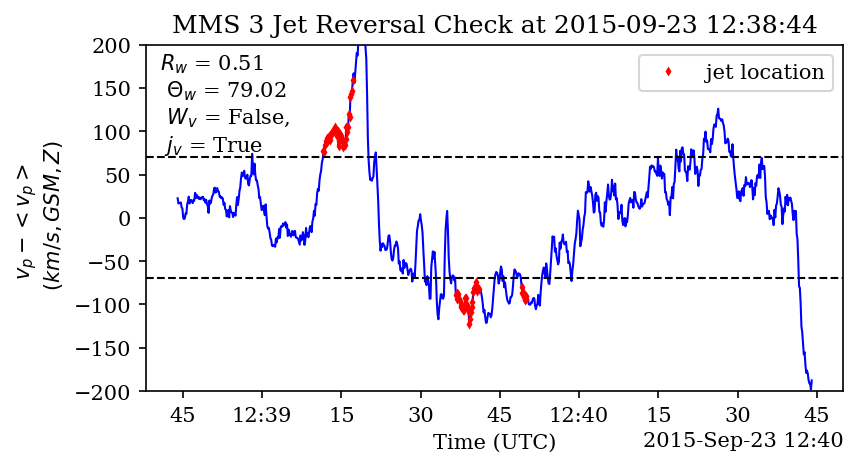 MMS 3 Jet Reversal Check at 2015-09-23 12:38:44
R_w = 0.51
Θ_w = 79.02
W_v = False,
j_v = True
jet location
v_p − < v_p >
(km/s, GSM, Z)
200
150
100
50
0
−50
−100
−150
−200
45
12:39
15
30
45
12:40
15
30
45
Time (UTC)
2015-Sep-23 12:40